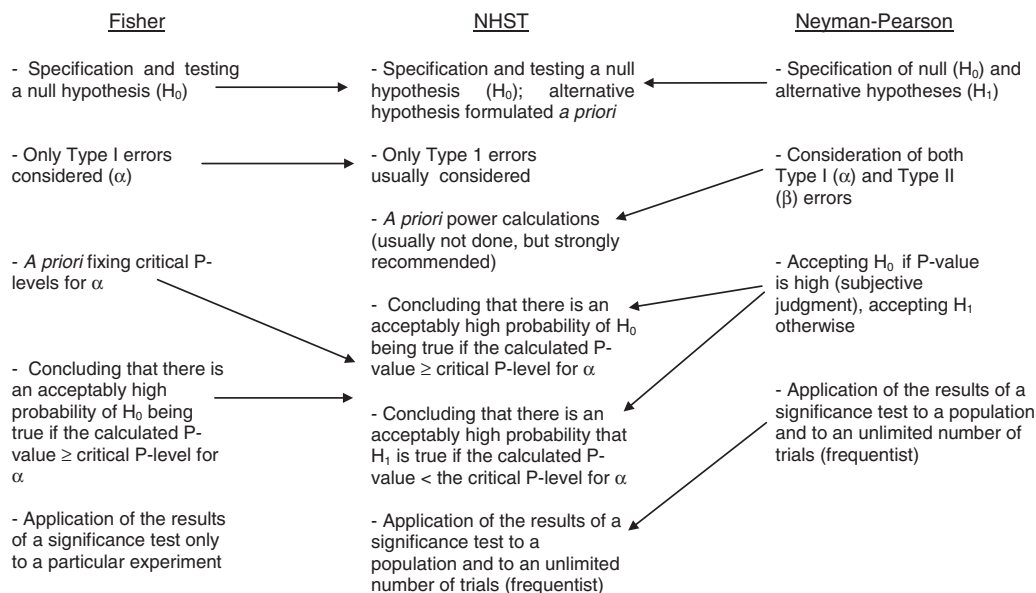 Fisher
- Specification and testing
a null hypothesis (H0)
- Only Type I errors
considered (α)
- A priori fixing critical P-
levels for α
- Concluding that there is
an acceptably high
probability of H0 being
true if the calculated P-
value ≥ critical P-level for
α
- Application of the results
of a significance test only
to a particular experiment
NHST
- Specification and testing a null
hypothesis (H0); alternative
hypothesis formulated a priori
- Only Type 1 errors
usually considered
- A priori power calculations
(usually not done, but strongly
recommended)
- Concluding that there is an
acceptably high probability of H0
being true if the calculated P-
value ≥ critical P-level for α
- Concluding that there is an
acceptably high probability that
H1 is true if the calculated P-
value < the critical P-level for α
- Application of the results of a
significance test to a
population and to an unlimited
number of trials (frequentist)
Neyman-Pearson
- Specification of null (H0) and
alternative hypotheses (H1)
- Consideration of both
Type I (α) and Type II
(β) errors
- Accepting H0 if P-value
is high (subjective
judgment), accepting H1
otherwise
- Application of the results of a
significance test to a population
and to an unlimited number of
trials (frequentist)